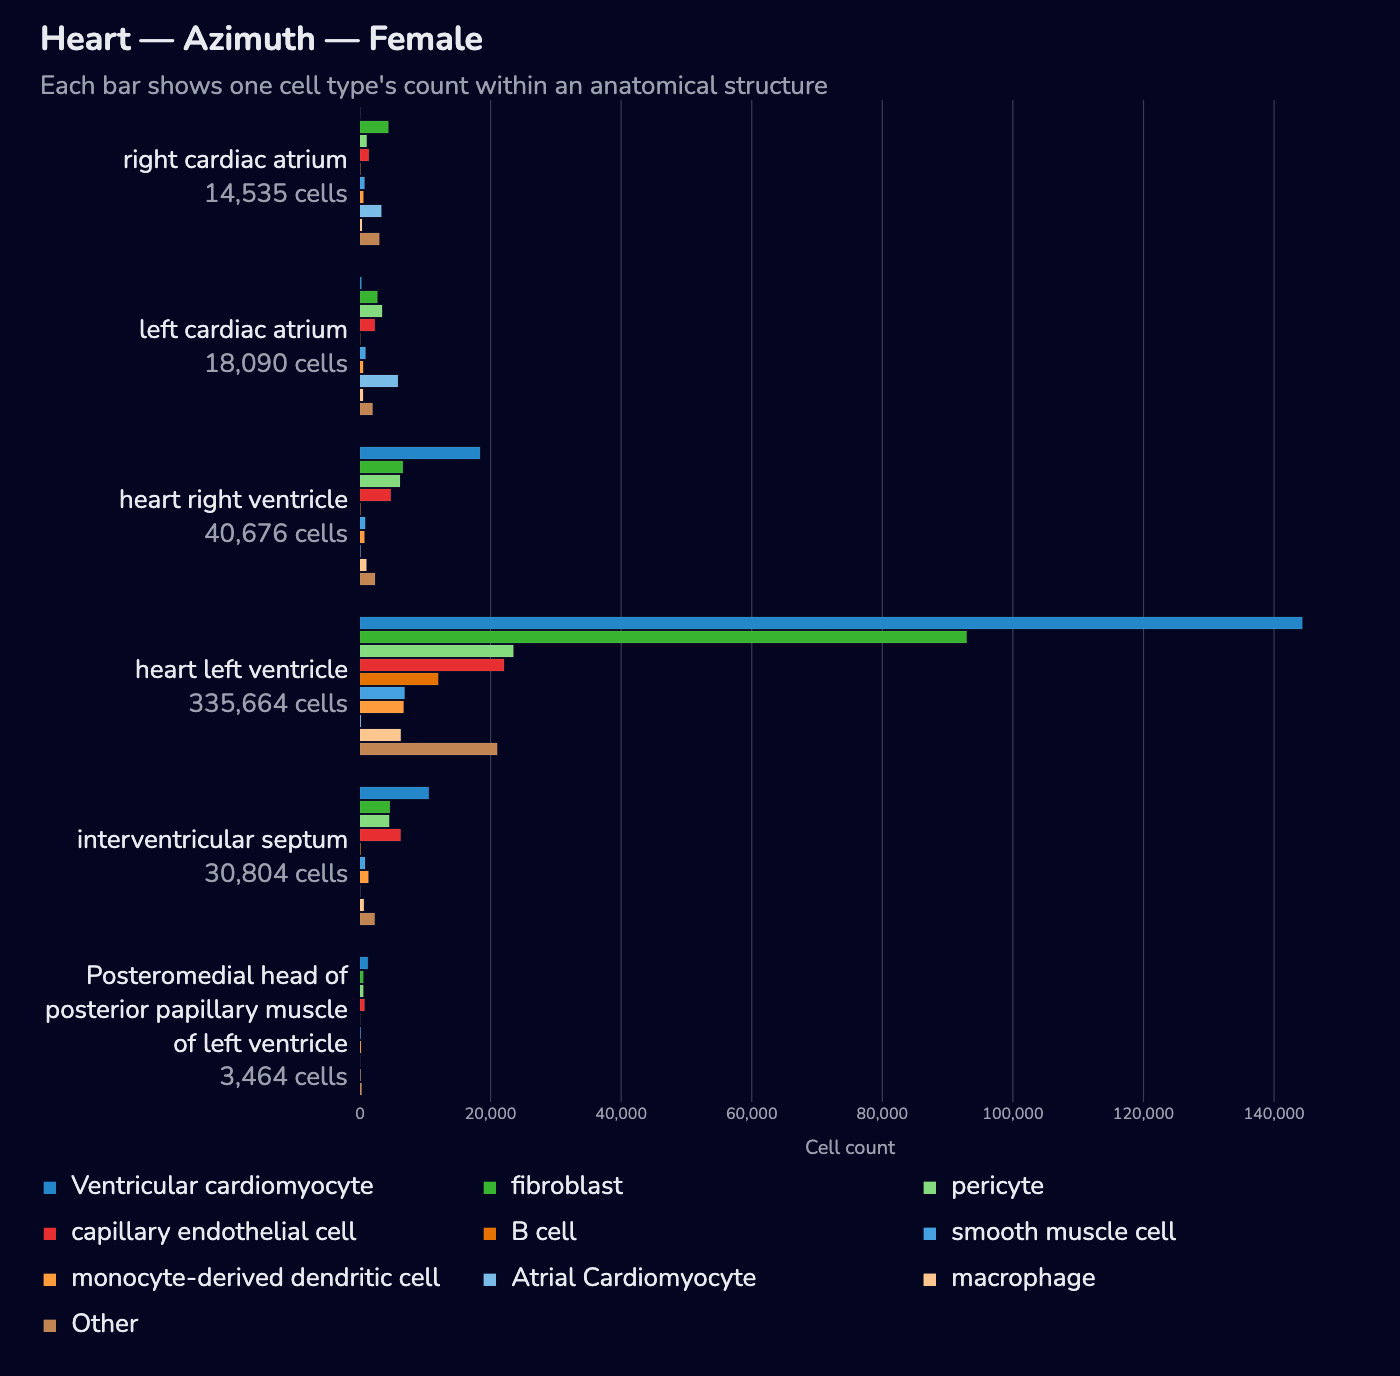 Heart — Azimuth — Female
Each bar shows one cell type's count within an anatomical structure
right cardiac atrium
14,535 cells
left cardiac atrium
18,090 cells
heart right ventricle
40,676 cells
heart left ventricle
335,664 cells
interventricular septum
30,804 cells
Posteromedial head of
posterior papillary muscle
of left ventricle
3,464 cells
0 20,000 40,000 60,000 80,000 100,000 120,000 140,000
Cell count
Ventricular cardiomyocyte fibroblast pericyte
capillary endothelial cell B cell smooth muscle cell
monocyte-derived dendritic cell Atrial Cardiomyocyte macrophage
Other